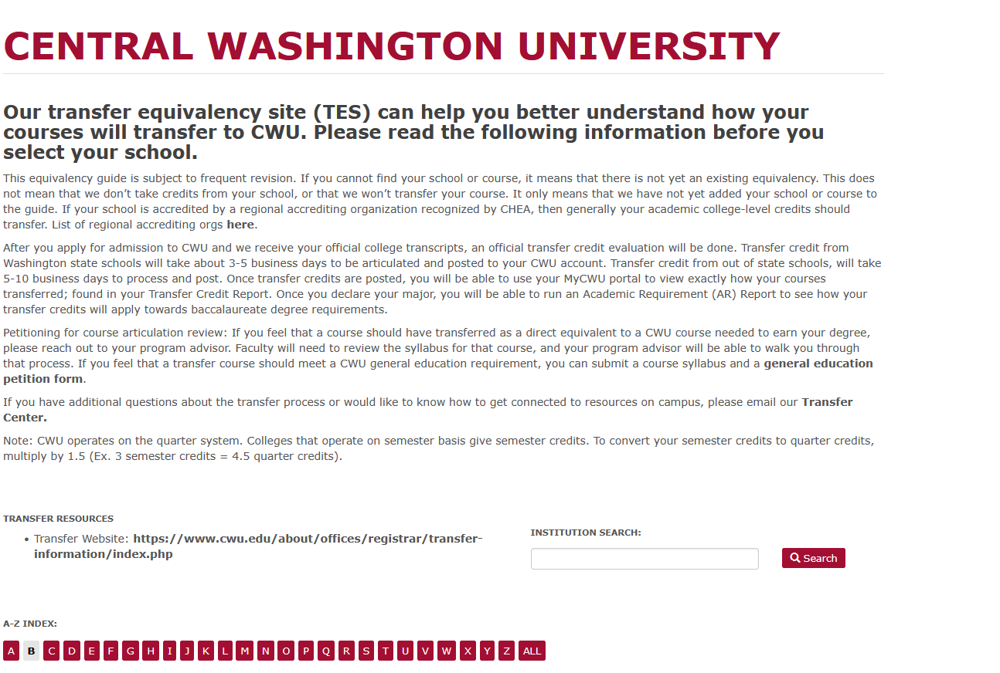 CENTRAL WASHINGTON UNIVERSITY
Our transfer equivalency site (TES) can help you better understand how your
courses will transfer to CWU. Please read the following information before you
select your school.
This equivalency guide is subject to frequent revision. If you cannot find your school or course, it means that there is not yet an existing equivalency. This does
not mean that we don’t take credits from your school, or that we won’t transfer your course. It only means that we have not yet added your school or course to
the guide. If your school is accredited by a regional accrediting organization recognized by CHEA, then generally your academic college-level credits should
transfer. List of regional accrediting orgs here.
After you apply for admission to CWU and we receive your official college transcripts, an official transfer credit evaluation will be done. Transfer credit from
Washington state schools will take about 3-5 business days to be articulated and posted to your CWU account. Transfer credit from out of state schools, will take
5-10 business days to process and post. Once transfer credits are posted, you will be able to use your MyCWU portal to view exactly how your courses
transferred; found in your Transfer Credit Report. Once you declare your major, you will be able to run an Academic Requirement (AR) Report to see how your
transfer credits will apply towards baccalaureate degree requirements.
Petitioning for course articulation review: If you feel that a course should have transferred as a direct equivalent to a CWU course needed to earn your degree,
please reach out to your program advisor. Faculty will need to review the syllabus for that course, and your program advisor will be able to walk you through
that process. If you feel that a transfer course should meet a CWU general education requirement, you can submit a course syllabus and a general education
petition form.
If you have additional questions about the transfer process or would like to know how to get connected to resources on campus, please email our Transfer
Center.
Note: CWU operates on the quarter system. Colleges that operate on semester basis give semester credits. To convert your semester credits to quarter credits,
multiply by 1.5 (Ex. 3 semester credits = 4.5 quarter credits).
TRANSFER RESOURCES
• Transfer Website: https://www.cwu.edu/about/offices/registrar/transfer-
information/index.php
INSTITUTION SEARCH:
Search
A-Z INDEX:
A B C D E F G H I J K L M N O P Q R S T U V W X Y Z ALL